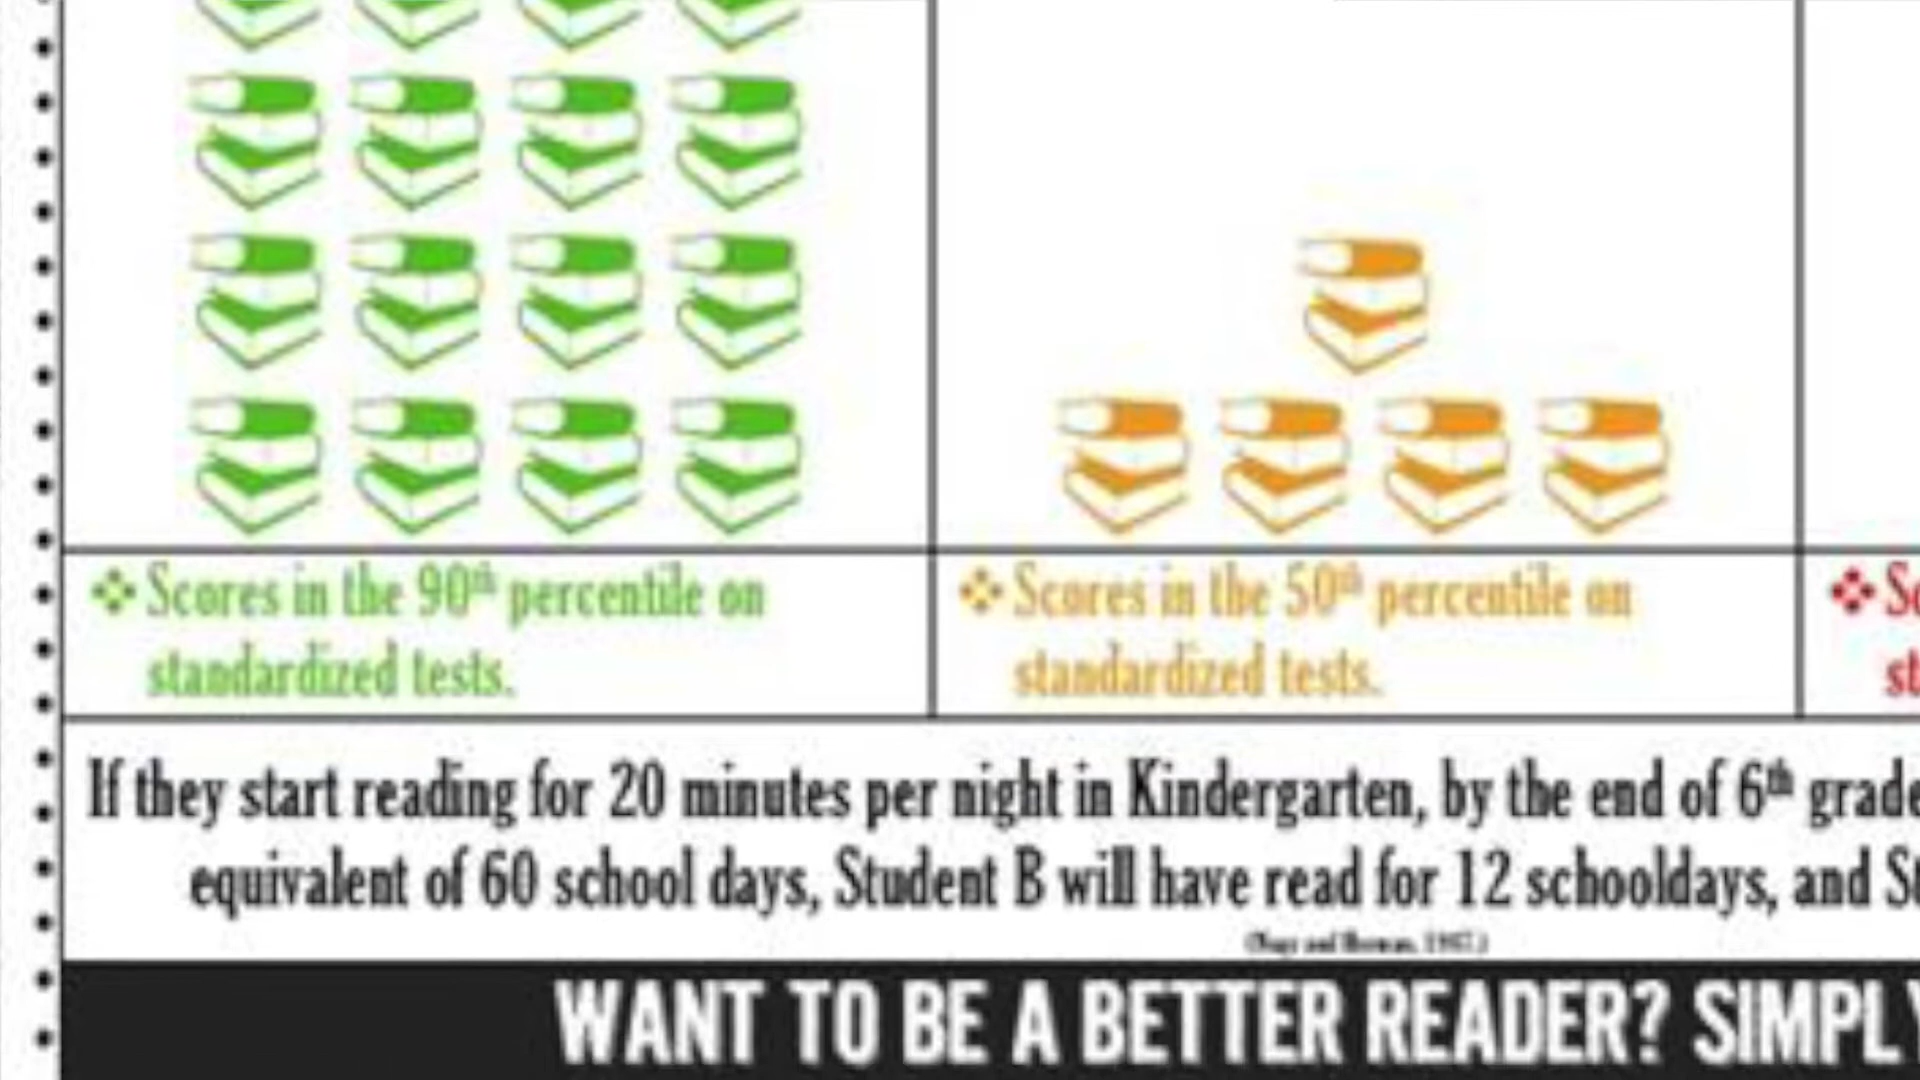 Scores in the 90th percentile on
standardized tests.
Scores in the 50th percentile on
standardized tests.
If they start reading for 20 minutes per night in Kindergarten, by the end of 6th grade
equivalent of 60 school days, Student B will have read for 12 schooldays, and
WANT TO BE A BETTER READER? SIMPLY